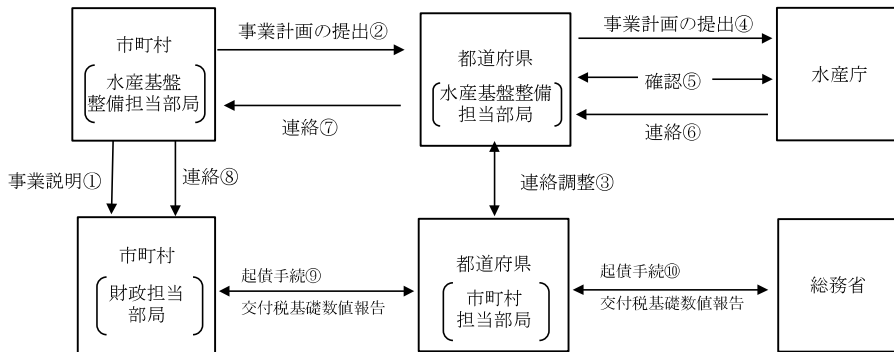 市町村
水産基盤
整備担当部局
事業計画の提出②
連絡⑦
都道府県
水産基盤整備
担当部局
事業計画の提出④
確認⑤
連絡⑥
水産庁
事業説明①
連絡⑧
連絡調整③
市町村
財政担当
部局
起債手続⑨
交付税基礎数値報告
都道府県
市町村
担当部局
起債手続⑩
交付税基礎数値報告
総務省